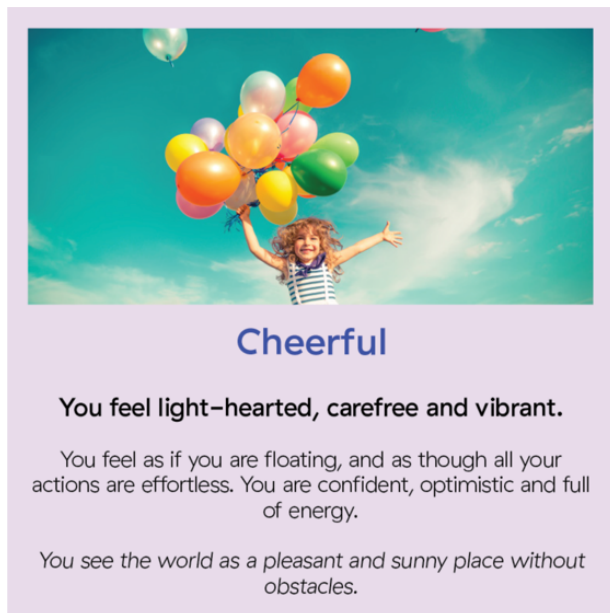 Cheerful
You feel light-hearted, carefree and vibrant.
You feel as if you are floating, and as though all your
actions are effortless. You are confident, optimistic and full
of energy.
You see the world as a pleasant and sunny place without
obstacles.